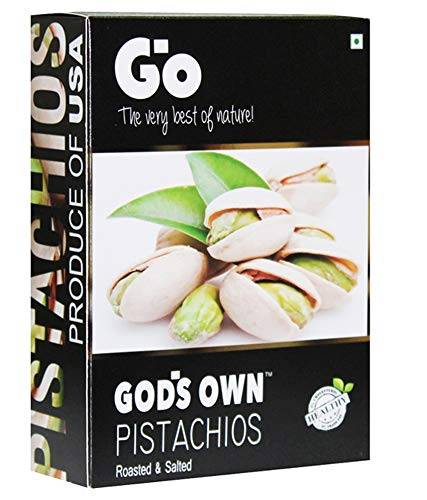 Go
The very best of nature!
GOD'S OWN™
PISTACHIOS
Roasted & Salted
HEALTHY
PISTACHIOS
PRODUCE OF USA